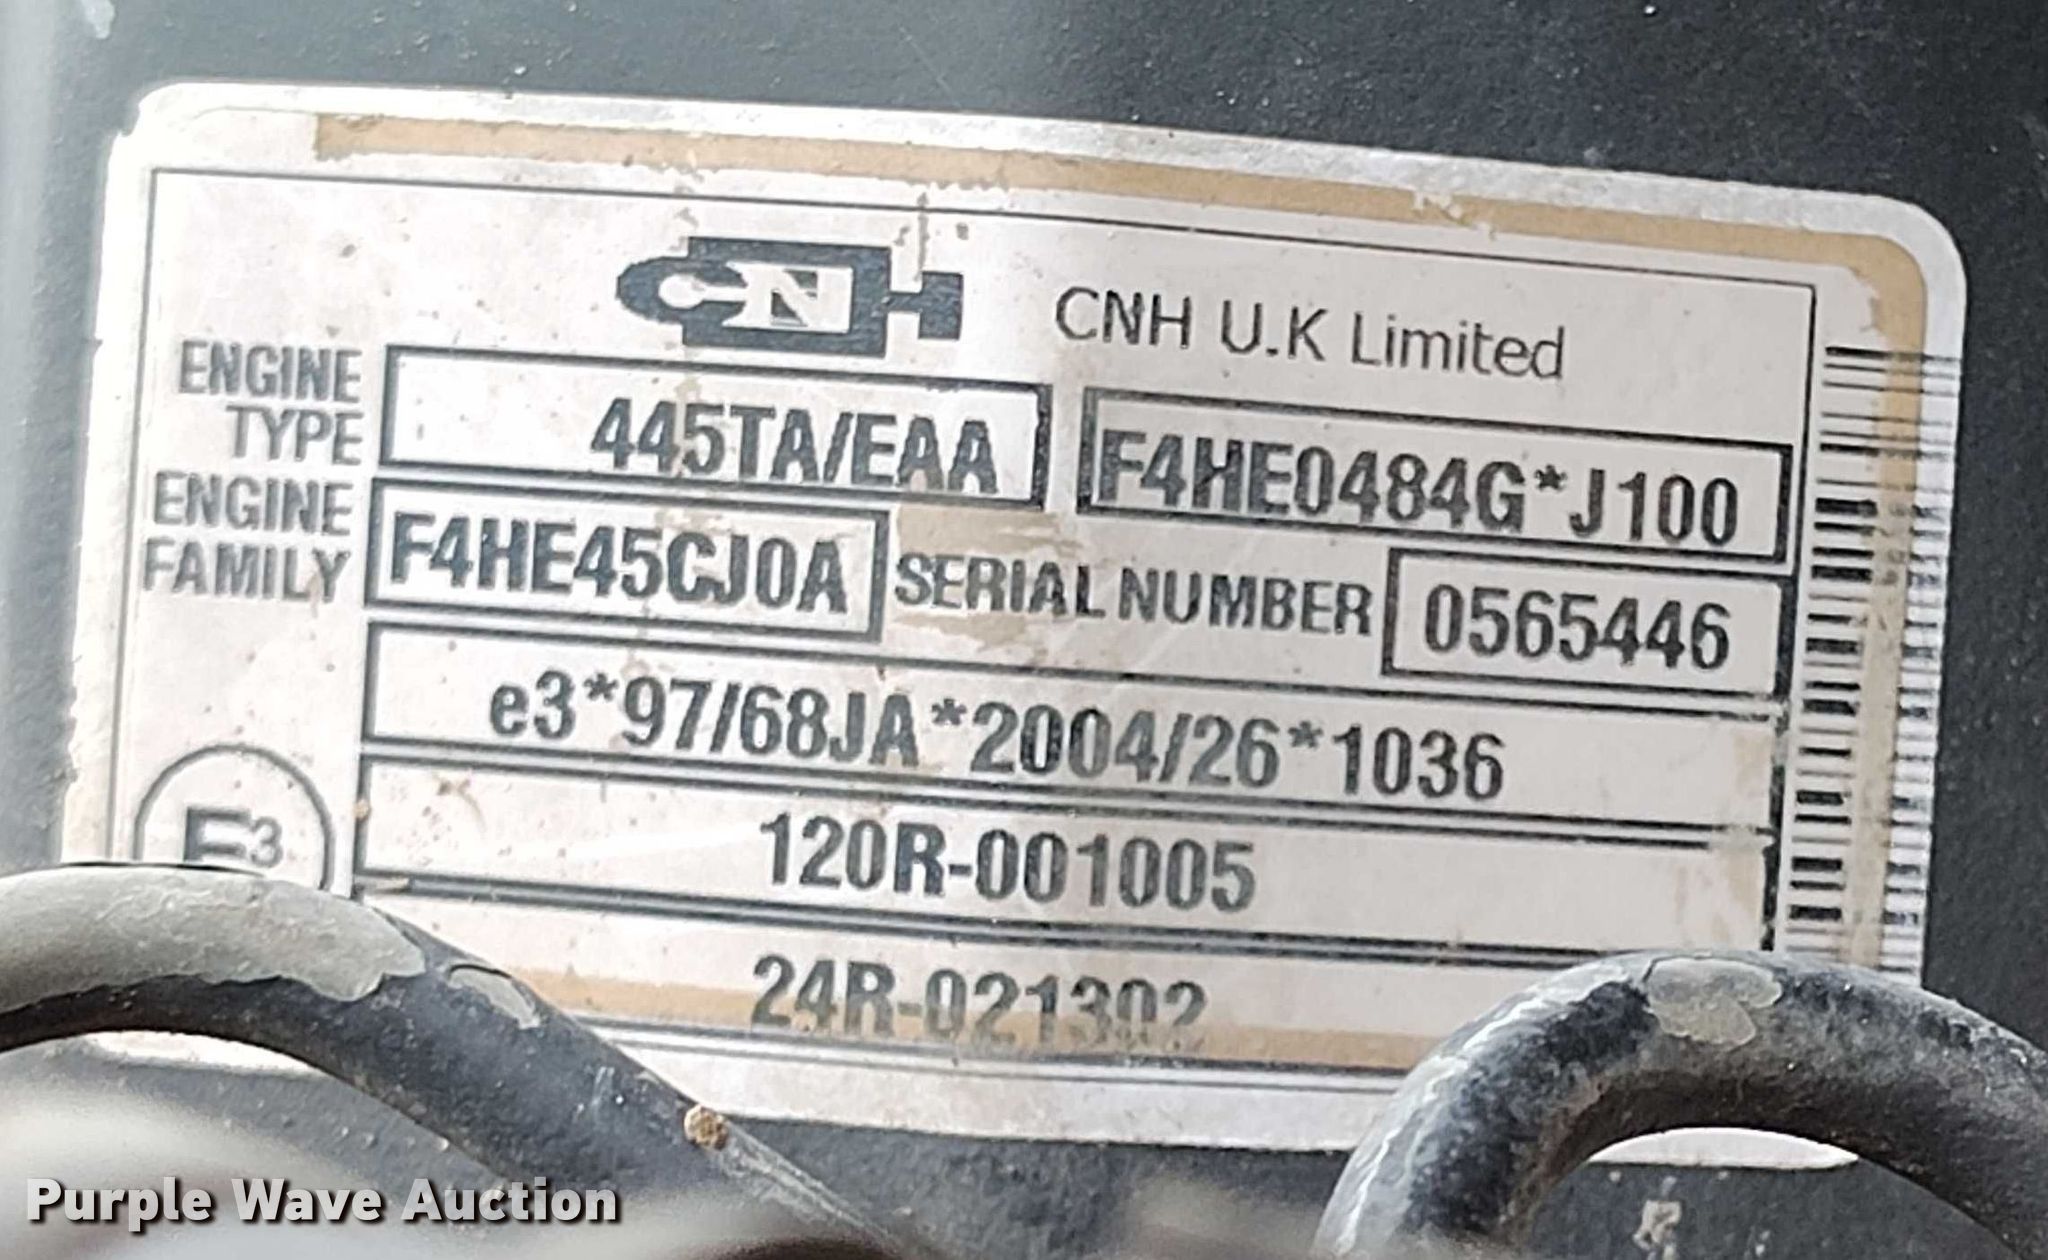 CNH CNH U.K Limited
ENGINE TYPE 445TA/EAA F4HE0484G*J100
ENGINE FAMILY F4HE45CJ0A SERIAL NUMBER 0565446
e3*97/68JA*2004/26*1036
E3 120R-001005
24R-021302
Purple Wave Auction